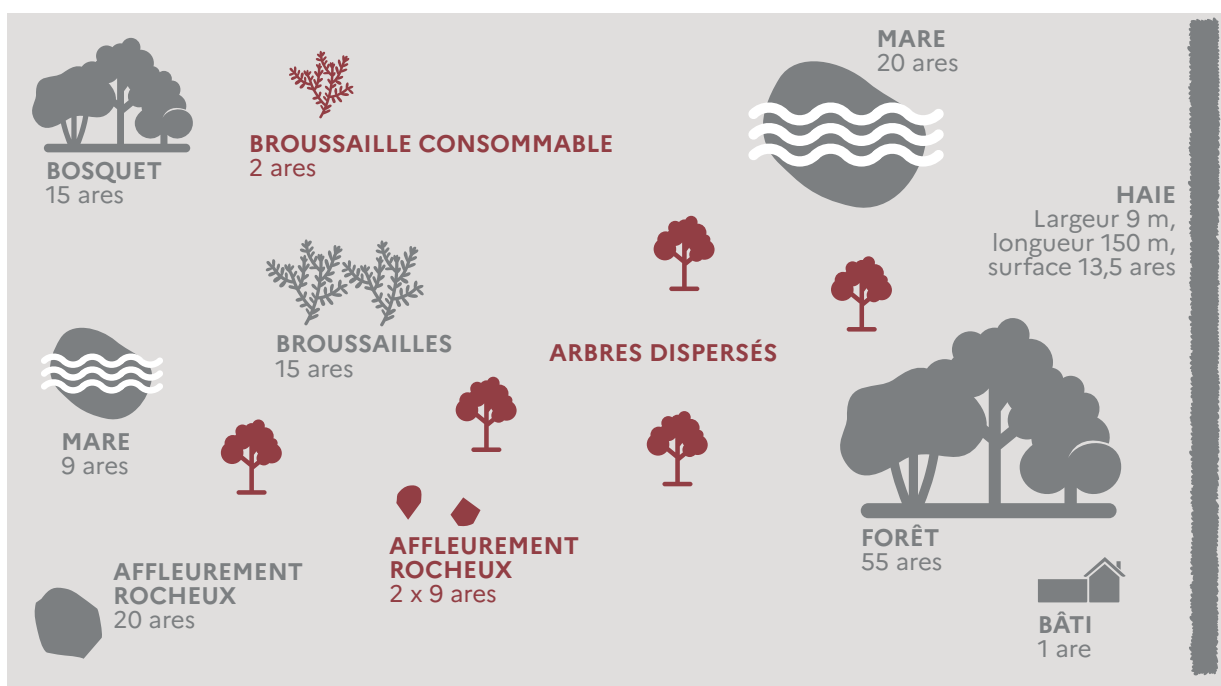 BOSQUET
15 ares
BROUSSAILLE CONSOMMABLE
2 ares
MARE
20 ares
HAIE
Largeur 9 m,
longueur 150 m,
surface 13,5 ares
BROUSSAILLES
15 ares
ARBRES DISPERSÉS
MARE
9 ares
AFFLEUREMENT
ROCHEUX
2 x 9 ares
FORÊT
55 ares
AFFLEUREMENT
ROCHEUX
20 ares
BÂTI
1 are